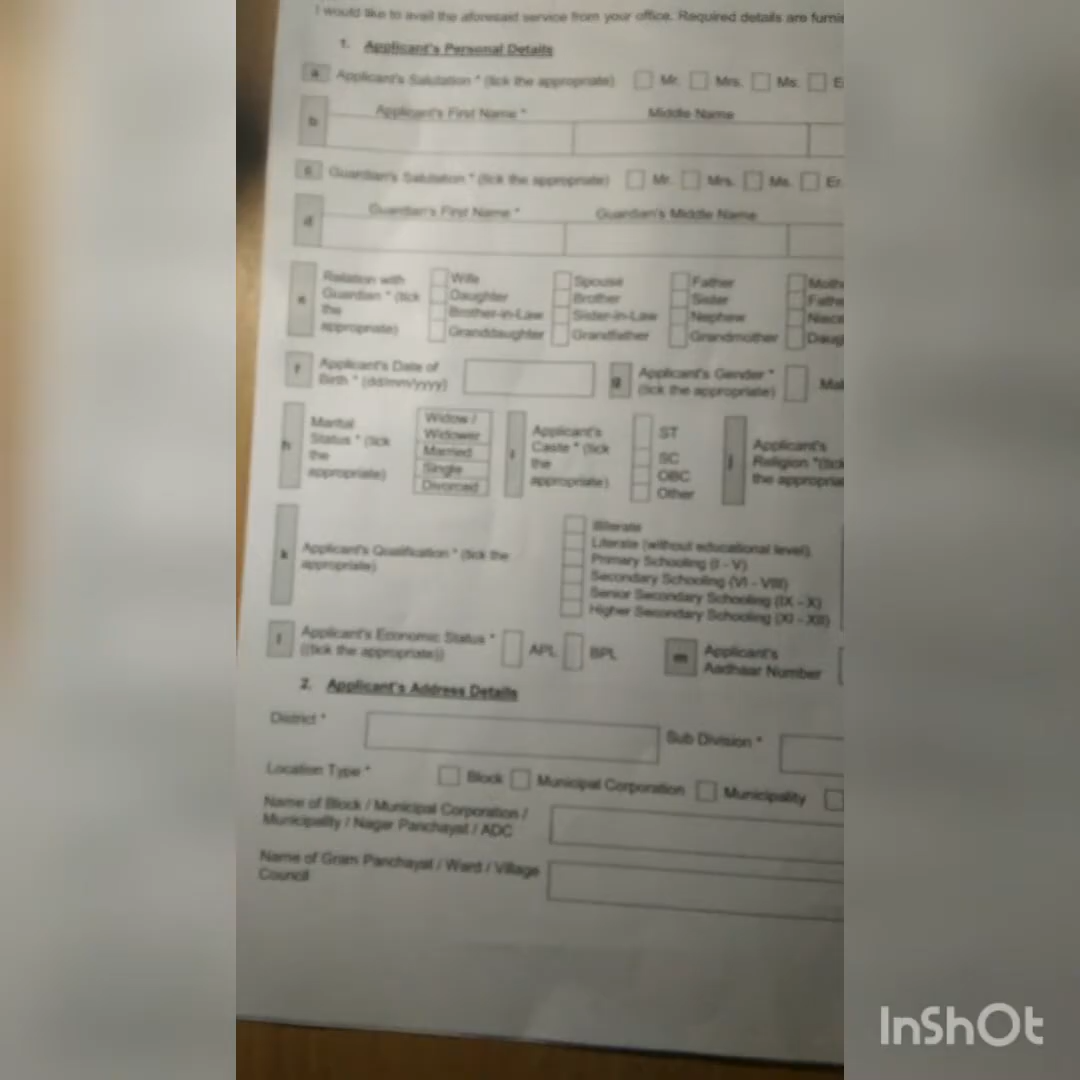 I would like to avail the aforesaid service from your office. Required details are
1. Applicant's Personal Details
a Applicant's Salutation * (tick the appropriate) Mr. Mrs. Ms.
Applicant's First Name * Middle Name
b
c Guardian's Salutation * (tick the appropriate) Mr. Mrs. Ms. Er.
Guardian's First Name * Guardian's Middle Name
d
e Relation with Guardian * (tick the appropriate)
Wife Spouse Father
Daughter Brother Sister
Brother-in-Law Sister-in-Law Nephew
Granddaughter Grandfather Grandmother
f Applicant's Date of g Applicant's Gender *
Birth * (dd/mm/yyyy) (tick the appropriate)
h Marital Status * (tick the appropriate)
Widow /
Widower
Married
Single
Divorced
i Applicant's Caste * (tick the appropriate)
ST
SC
OBC
Other
j Applicant's
Religion *(tick
the
k Applicant's Qualification * (tick the
appropriate)
Illiterate
Literate (without educational level)
Primary Schooling (I - V)
Secondary Schooling (VI - VIII)
Senior Secondary Schooling (IX - X)
Higher Secondary Schooling (XI - XII)
l Applicant's Economic Status * APL BPL m Applicant's
((tick the appropriate)) Aadhaar Number
2. Applicant's Address Details
District * Sub Division *
Location Type * Block Municipal Corporation Municipality
Name of Block / Municipal Corporation /
Municipality / Nagar Panchayat / ADC
Name of Gram Panchayat / Ward / Village
Council
InShOt